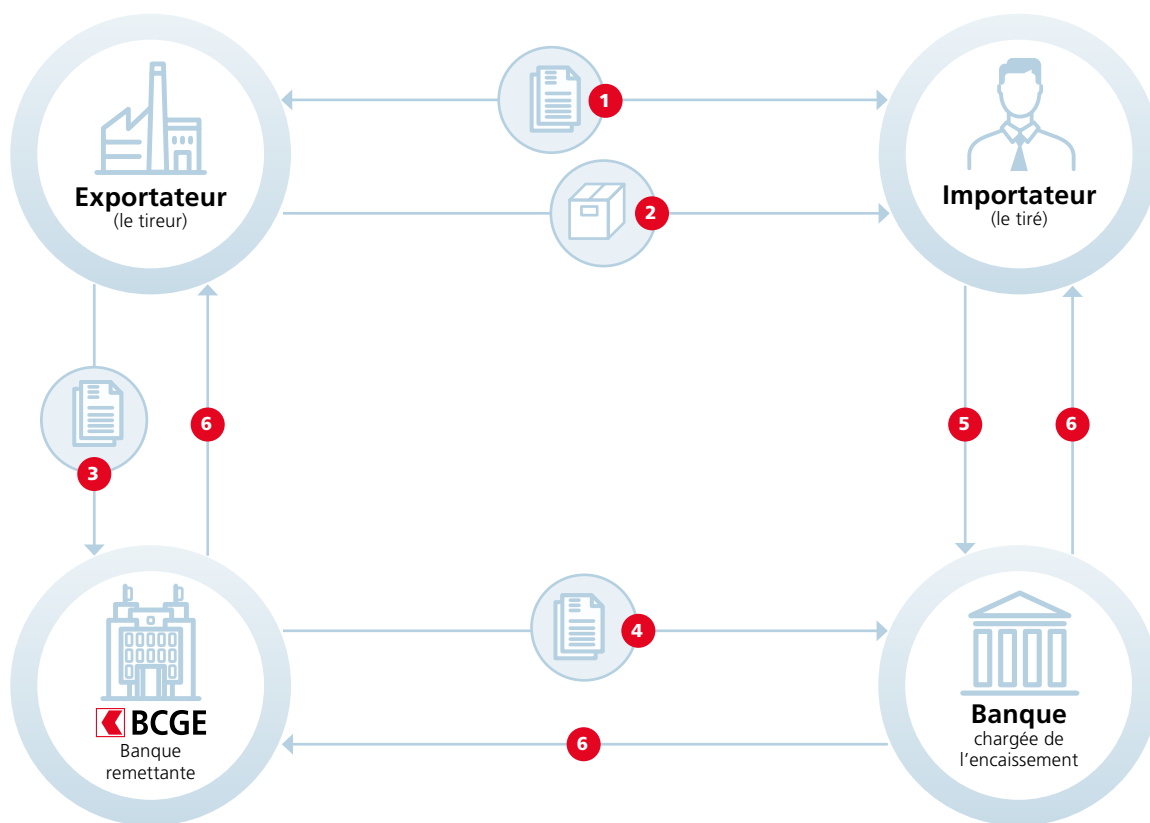 1
Exportateur
(le tireur)
Importateur
(le tiré)
2
3
6
5
6
4
BCGE
Banque
remettante
6
Banque
chargée de
l'encaissement